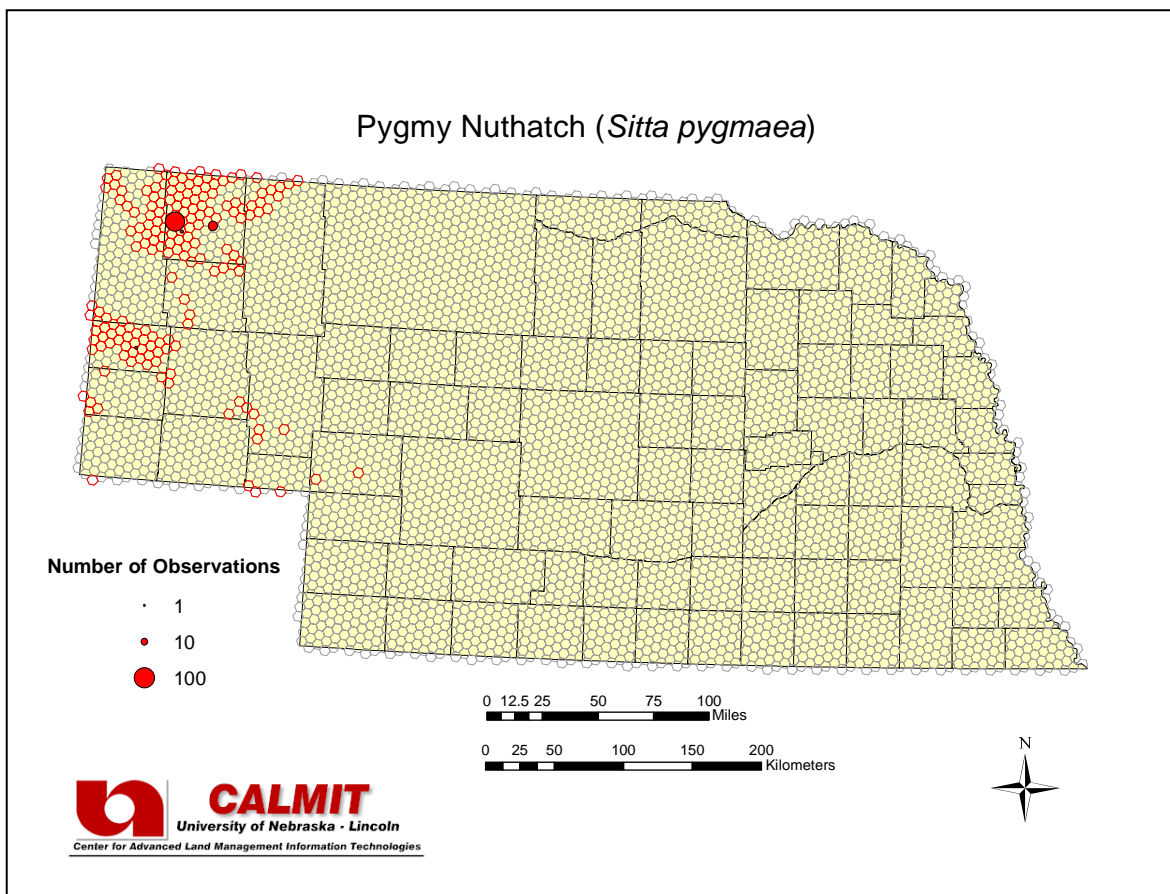 Pygmy Nuthatch (Sitta pygmaea)
Number of Observations
1
10
100
0 12.5 25 50 75 100
Miles
0 25 50 100 150 200
Kilometers
N
CALMIT
University of Nebraska - Lincoln
Center for Advanced Land Management Information Technologies